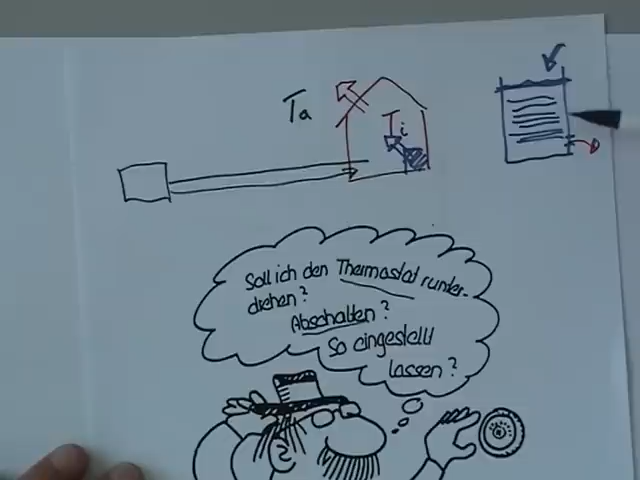 Ta
Ti
Soll ich den Thermostat runter-
drehen?
Abschalten?
So eingestellt
lassen?